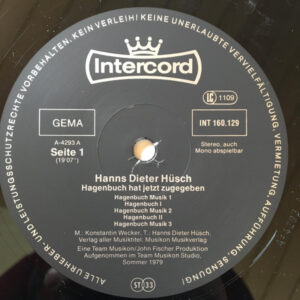 ALLE URHEBER- UND LEISTUNGSSCHUTZRECHTE VORBEHALTEN. KEIN VERLEIH! KEINE UNERLAUBTE VERVIELFÄLTIGUNG, VERMIETUNG, AUFFÜHRUNG, SENDUNG!
Intercord
LC 1109
GEMA
INT 160.129
A-4293 A
Seite 1
(19'07")
Stereo, auch
Mono abspielbar
Hanns Dieter Hüsch
Hagenbuch hat jetzt zugegeben
Hagenbuch Musik 1
Hagenbuch I
Hagenbuch Musik 2
Hagenbuch II
Hagenbuch Musik 3
M.: Konstantin Wecker, T.: Hanns Dieter Hüsch.
Verlag aller Musiktitel: Musikon Musikverlag
Eine Team Musikon/John Fischer Produktion
Aufgenommen im Team Musikon Studio,
Sommer 1979
ST 33